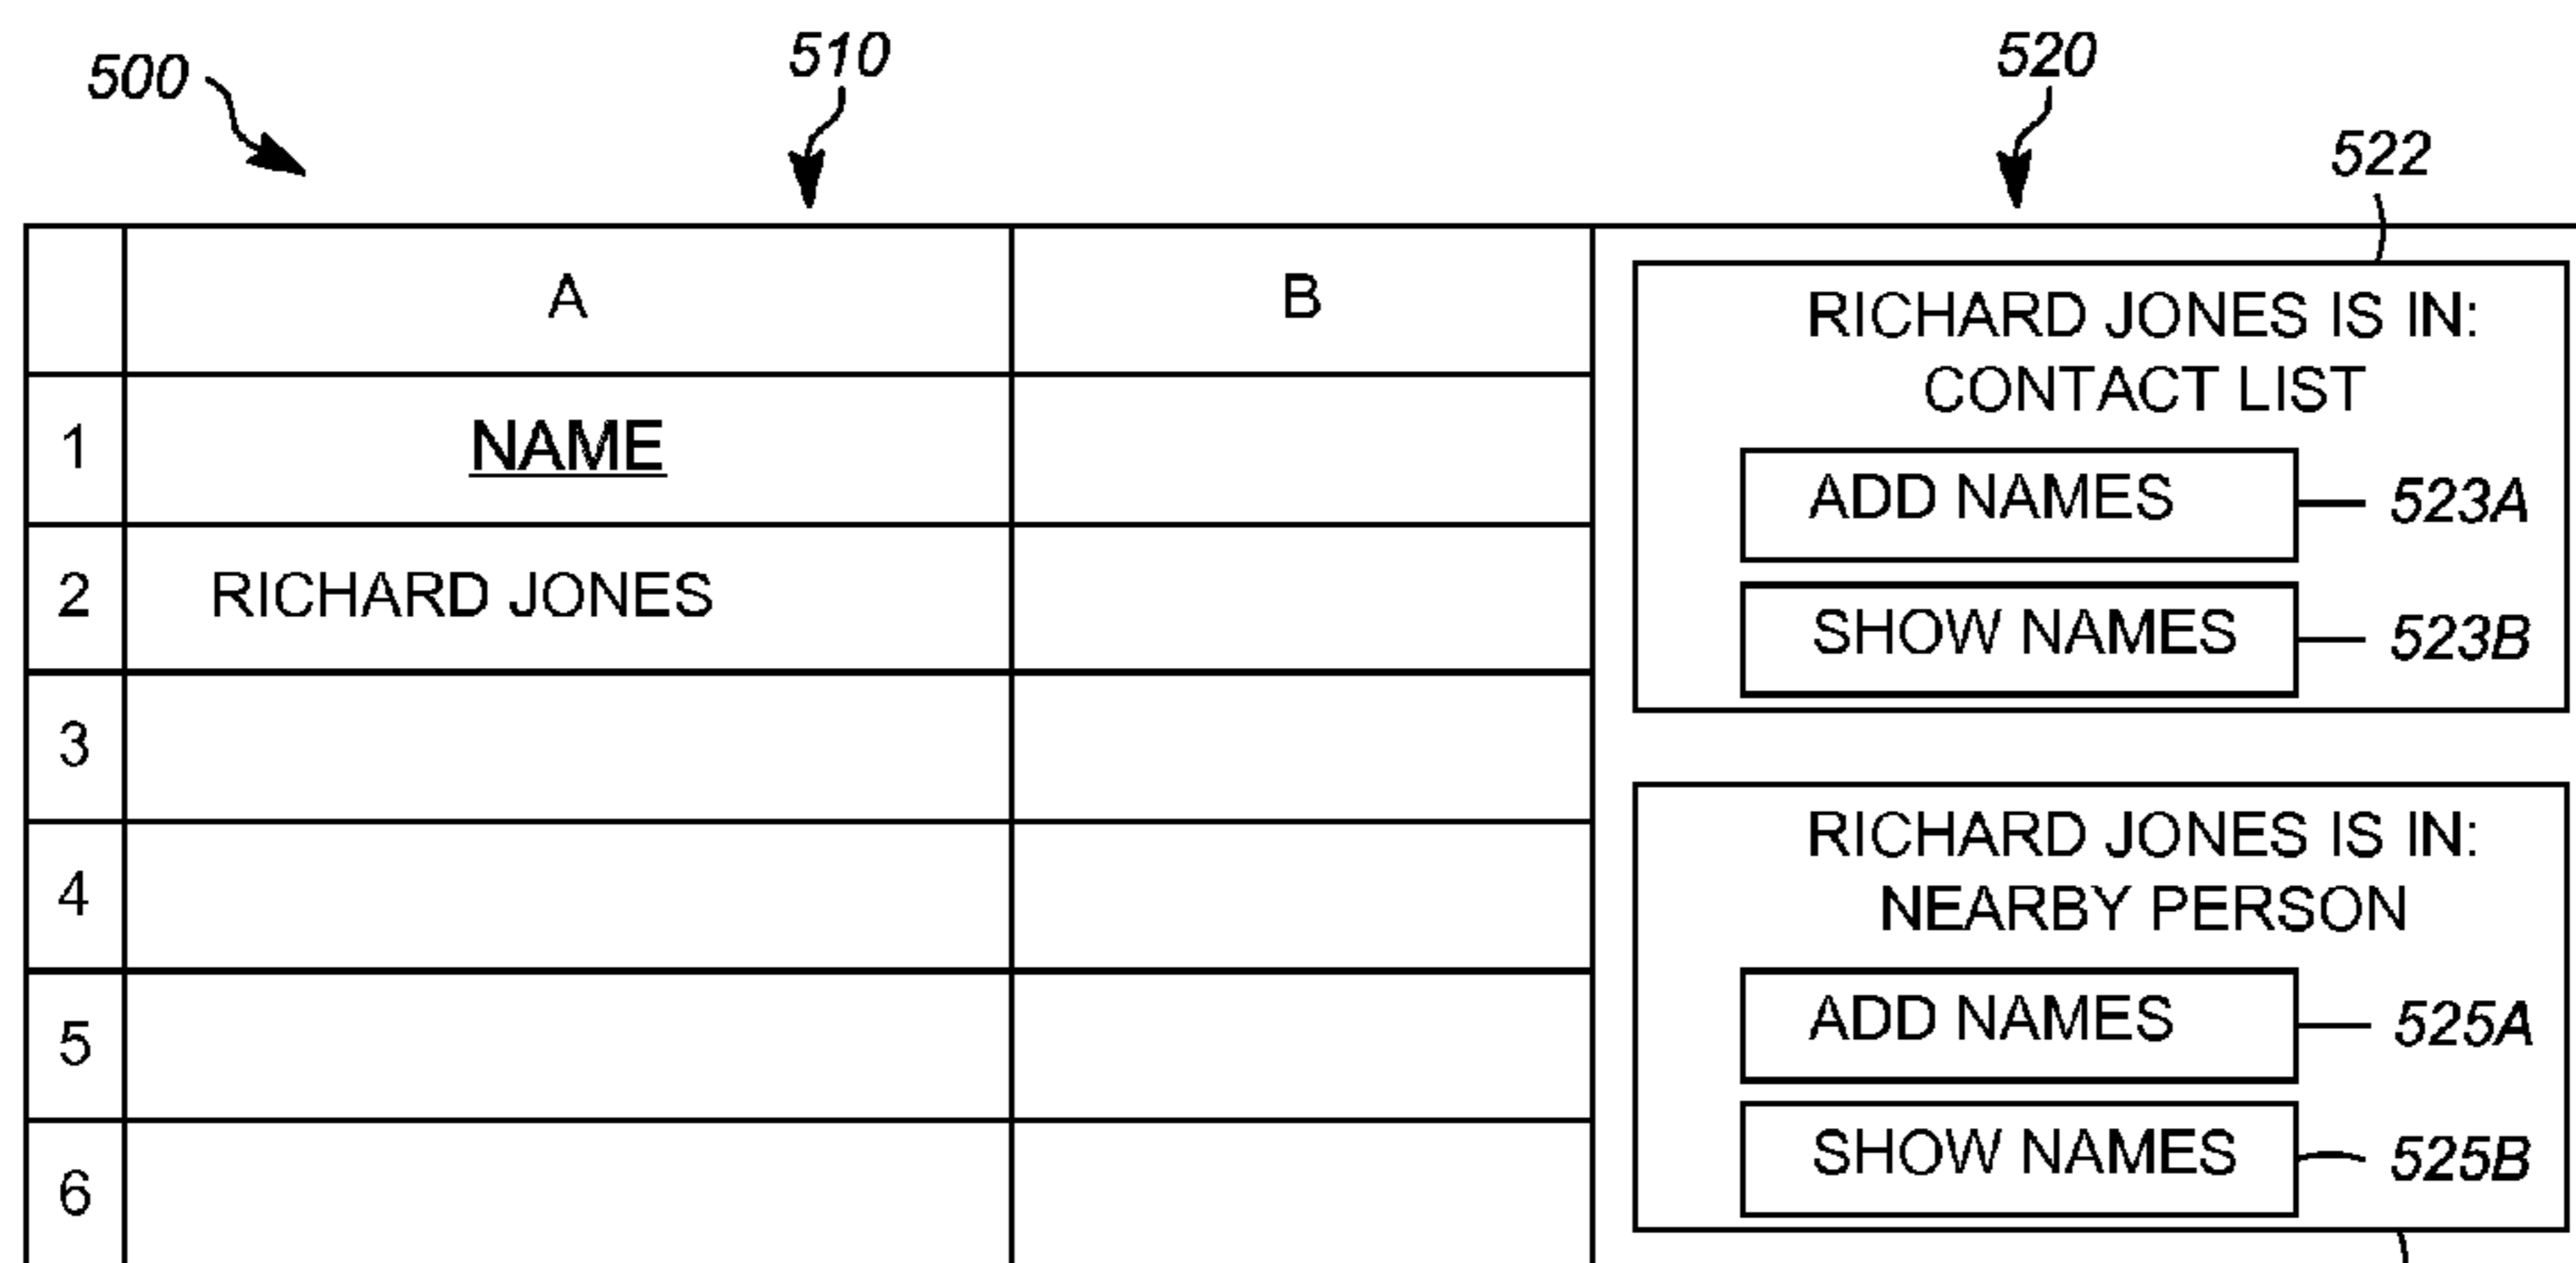 500
510
520
522
A
B
1
NAME
2
RICHARD JONES
3
4
5
6
RICHARD JONES IS IN:
CONTACT LIST
ADD NAMES
523A
SHOW NAMES
523B
RICHARD JONES IS IN:
NEARBY PERSON
ADD NAMES
525A
SHOW NAMES
525B